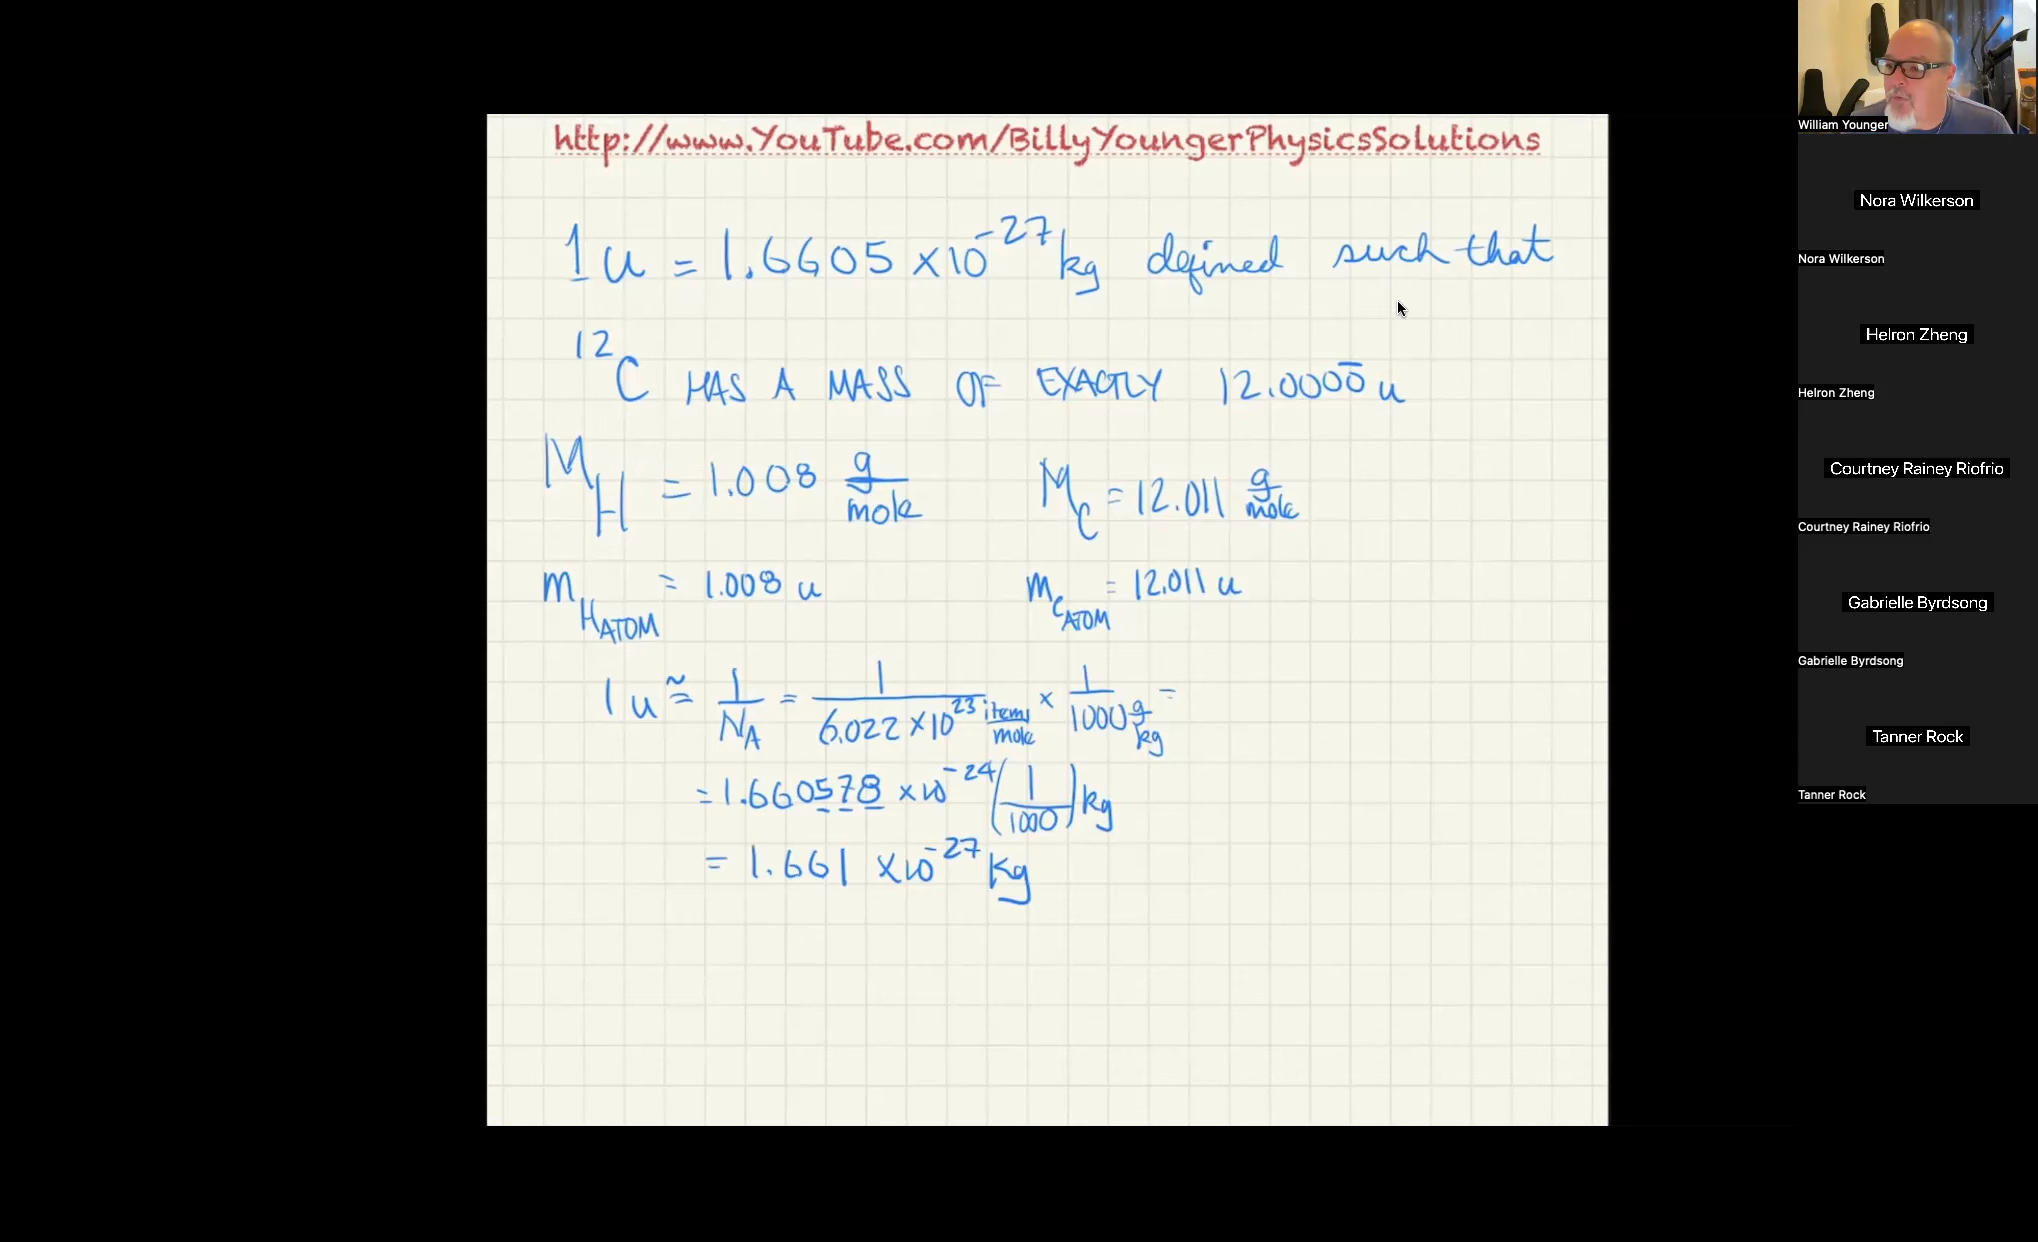 http://www.YouTube.com/BillyYoungerPhysicsSolutions
1 u = 1.6605 ×10⁻²⁷ kg defined such that
¹²C HAS A MASS OF EXACTLY 12.0000̅ u
M_H = 1.008 g/mole M_C = 12.011 g/mole
m_H ATOM = 1.008 u m_C ATOM = 12.011 u
1 u ≅ 1/N_A = 1/(6.022 ×10²³ items/mole) × 1/(1000 g/kg) =
= 1.660578 ×10⁻²⁴ (1/1000) kg
= 1.661 ×10⁻²⁷ kg
William Younger
Nora Wilkerson
Nora Wilkerson
Helron Zheng
Helron Zheng
Courtney Rainey Riofrio
Courtney Rainey Riofrio
Gabrielle Byrdsong
Gabrielle Byrdsong
Tanner Rock
Tanner Rock